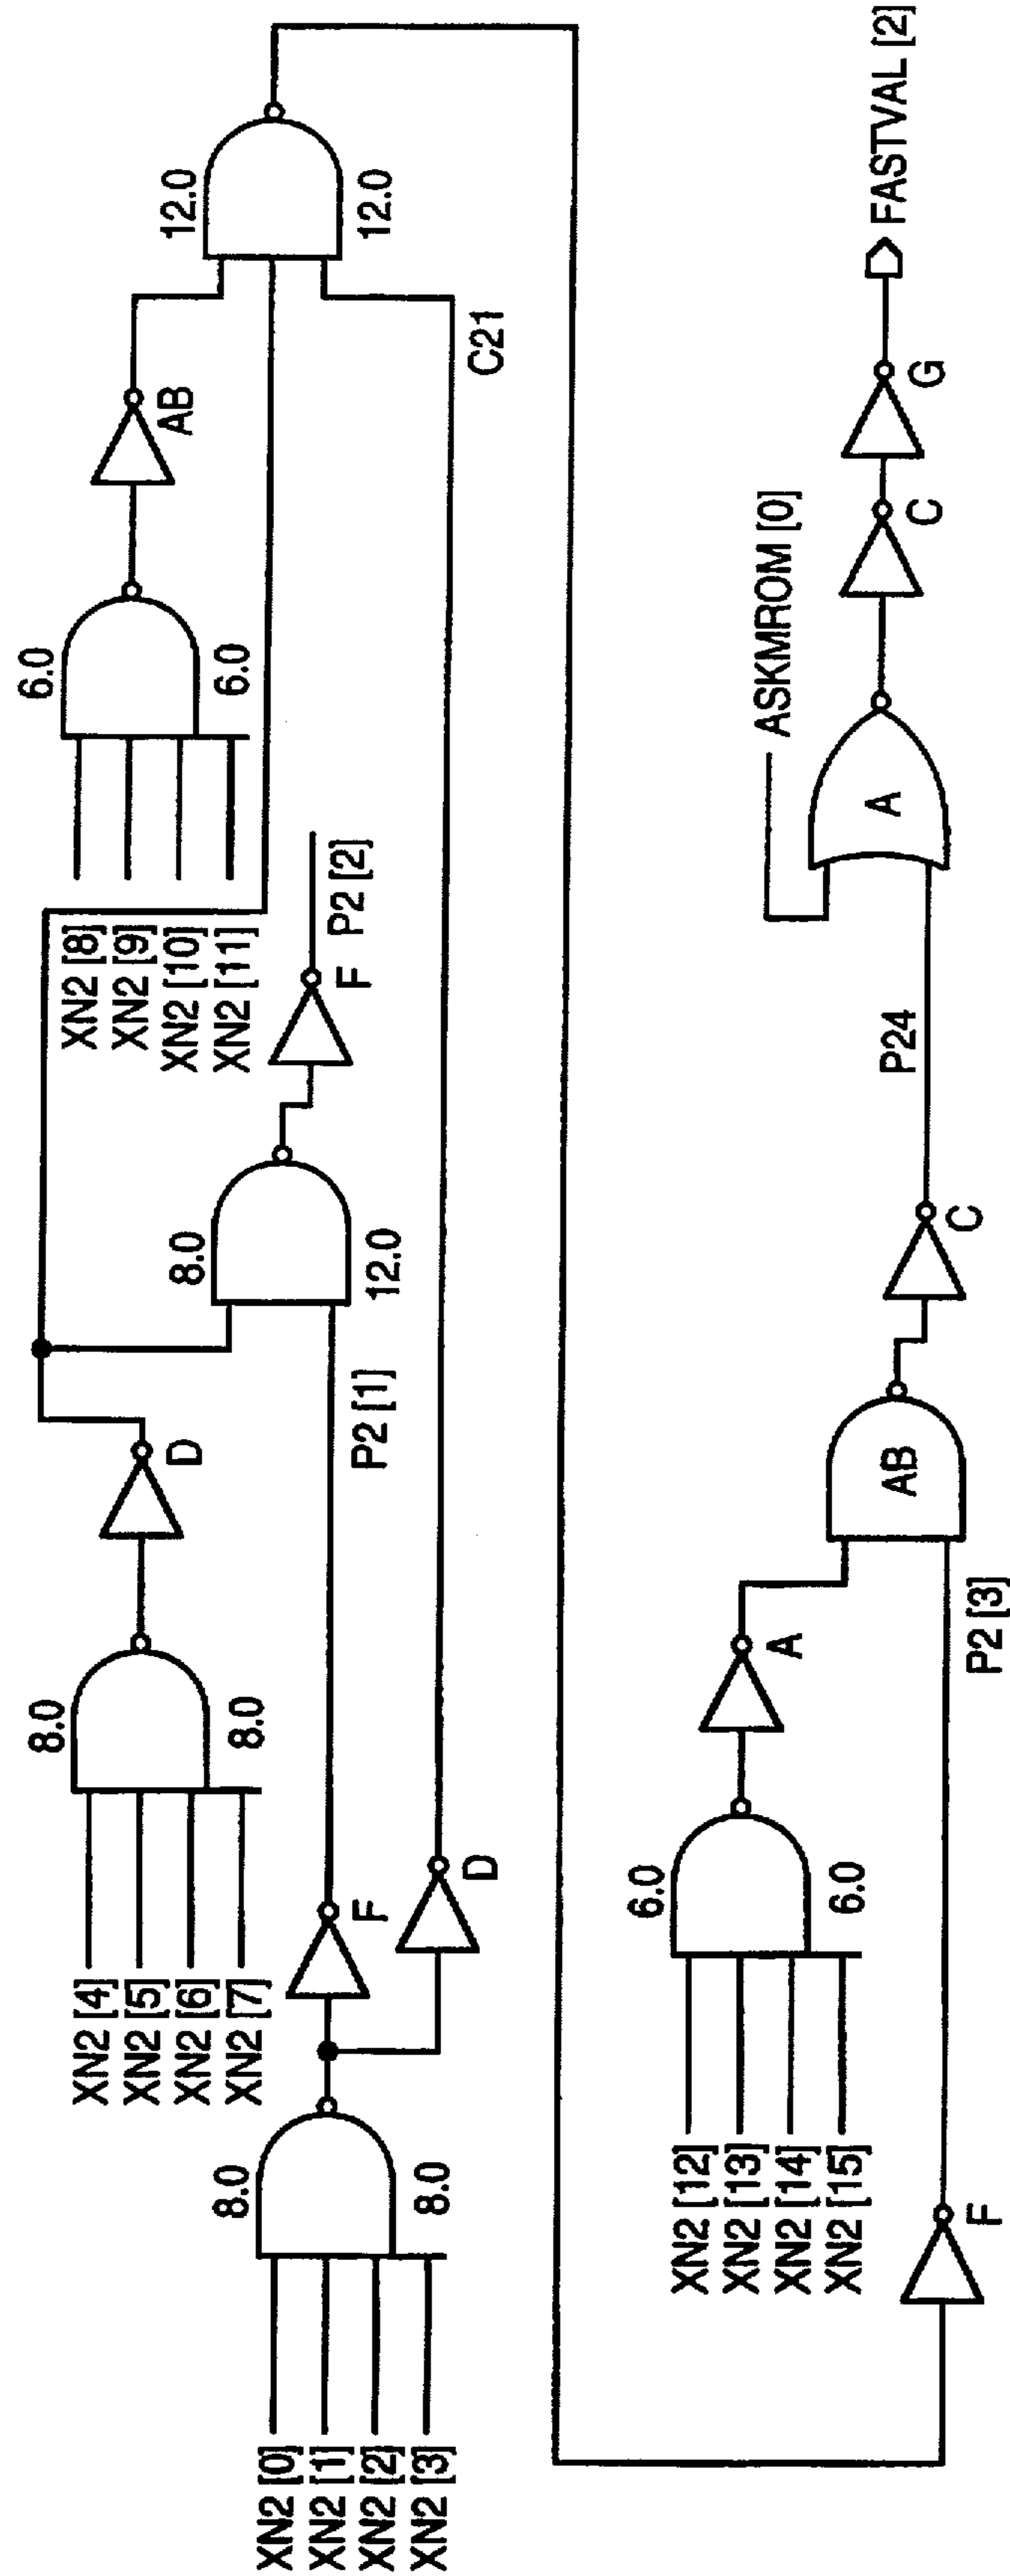 XN2 [0]
XN2 [1]
XN2 [2]
XN2 [3]
8.0
8.0
F
D
XN2 [4]
XN2 [5]
XN2 [6]
XN2 [7]
8.0
8.0
D
P2 [1]
8.0
12.0
F
P2 [2]
XN2 [8]
XN2 [9]
XN2 [10]
XN2 [11]
6.0
6.0
AB
C21
12.0
12.0
F
XN2 [12]
XN2 [13]
XN2 [14]
XN2 [15]
6.0
6.0
A
P2 [3]
AB
C
P24
ASKMROM [0]
A
C
G
FASTVAL [2]